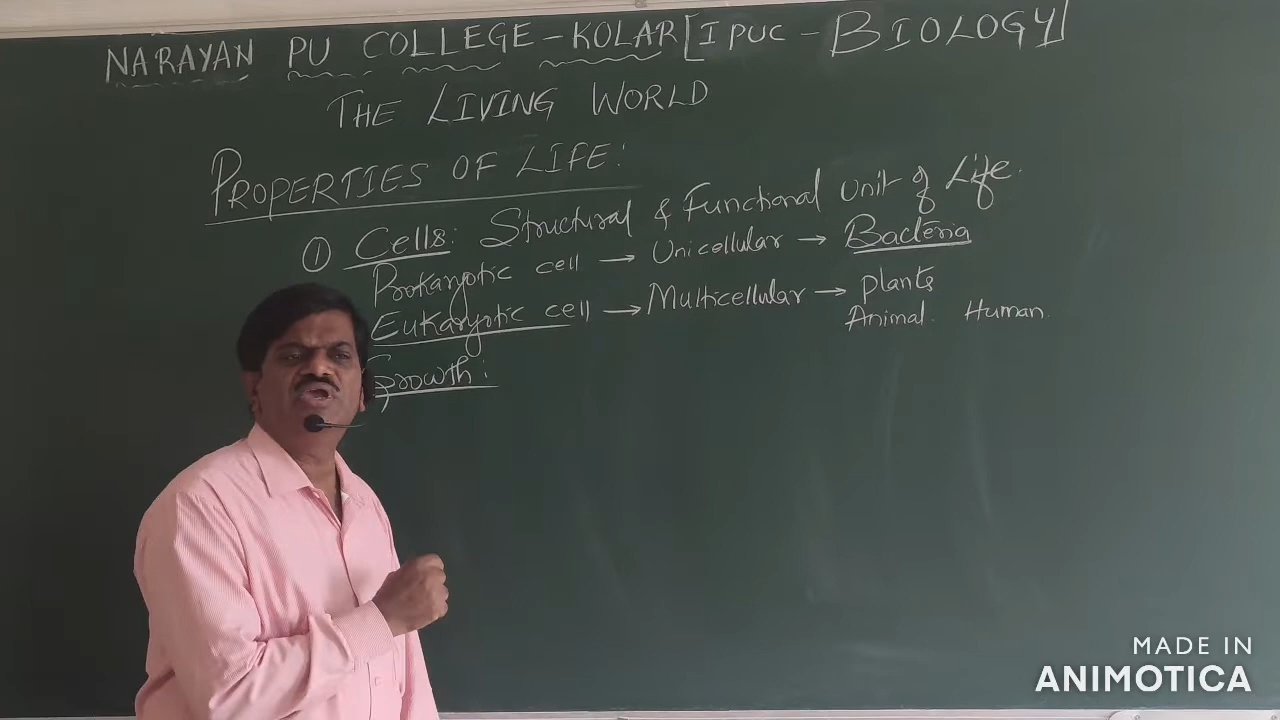 NARAYAN PU COLLEGE - KOLAR [I PUC - BIOLOGY]
THE LIVING WORLD
PROPERTIES OF LIFE:
① Cells: Structural & Functional Unit of Life.
Prokaryotic cell → Unicellular → Bacteria
Eukaryotic cell → Multicellular → plants
Animal. Human.
Growth:
MADE IN
ANIMOTICA